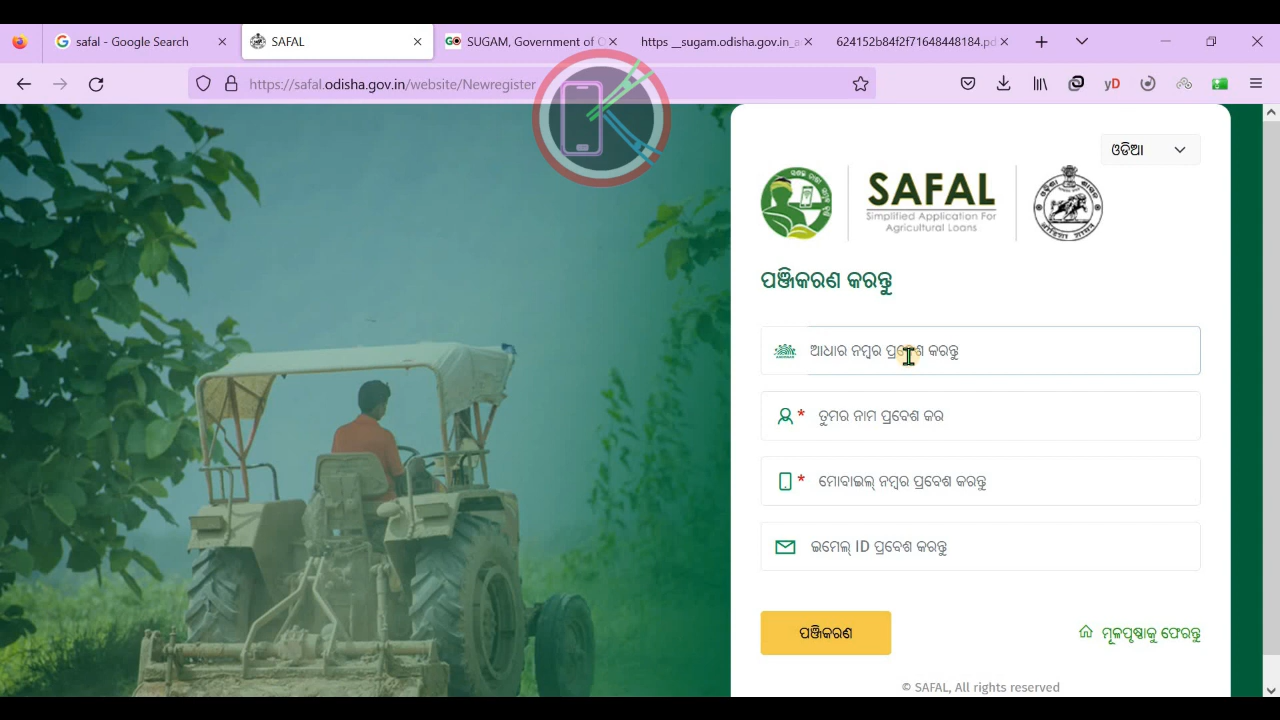 safal - Google Search
SAFAL
SUGAM, Government of
https __sugam.odisha.gov.in_a
624152b84f2f71648448184.pd
https://safal.odisha.gov.in/website/Newregister
ଓଡିଆ
SAFAL
Simplified Application For
Agricultural Loans
ପଞ୍ଜିକରଣ କରନ୍ତୁ
ଆଧାର ନମ୍ବର ପ୍ରବେଶ କରନ୍ତୁ
* ତୁମର ନାମ ପ୍ରବେଶ କର
* ମୋବାଇଲ୍ ନମ୍ବର ପ୍ରବେଶ କରନ୍ତୁ
ଇମେଲ୍ ID ପ୍ରବେଶ କରନ୍ତୁ
ପଞ୍ଜିକରଣ
ମୂଳପୃଷ୍ଠାକୁ ଫେରନ୍ତୁ
© SAFAL, All rights reserved